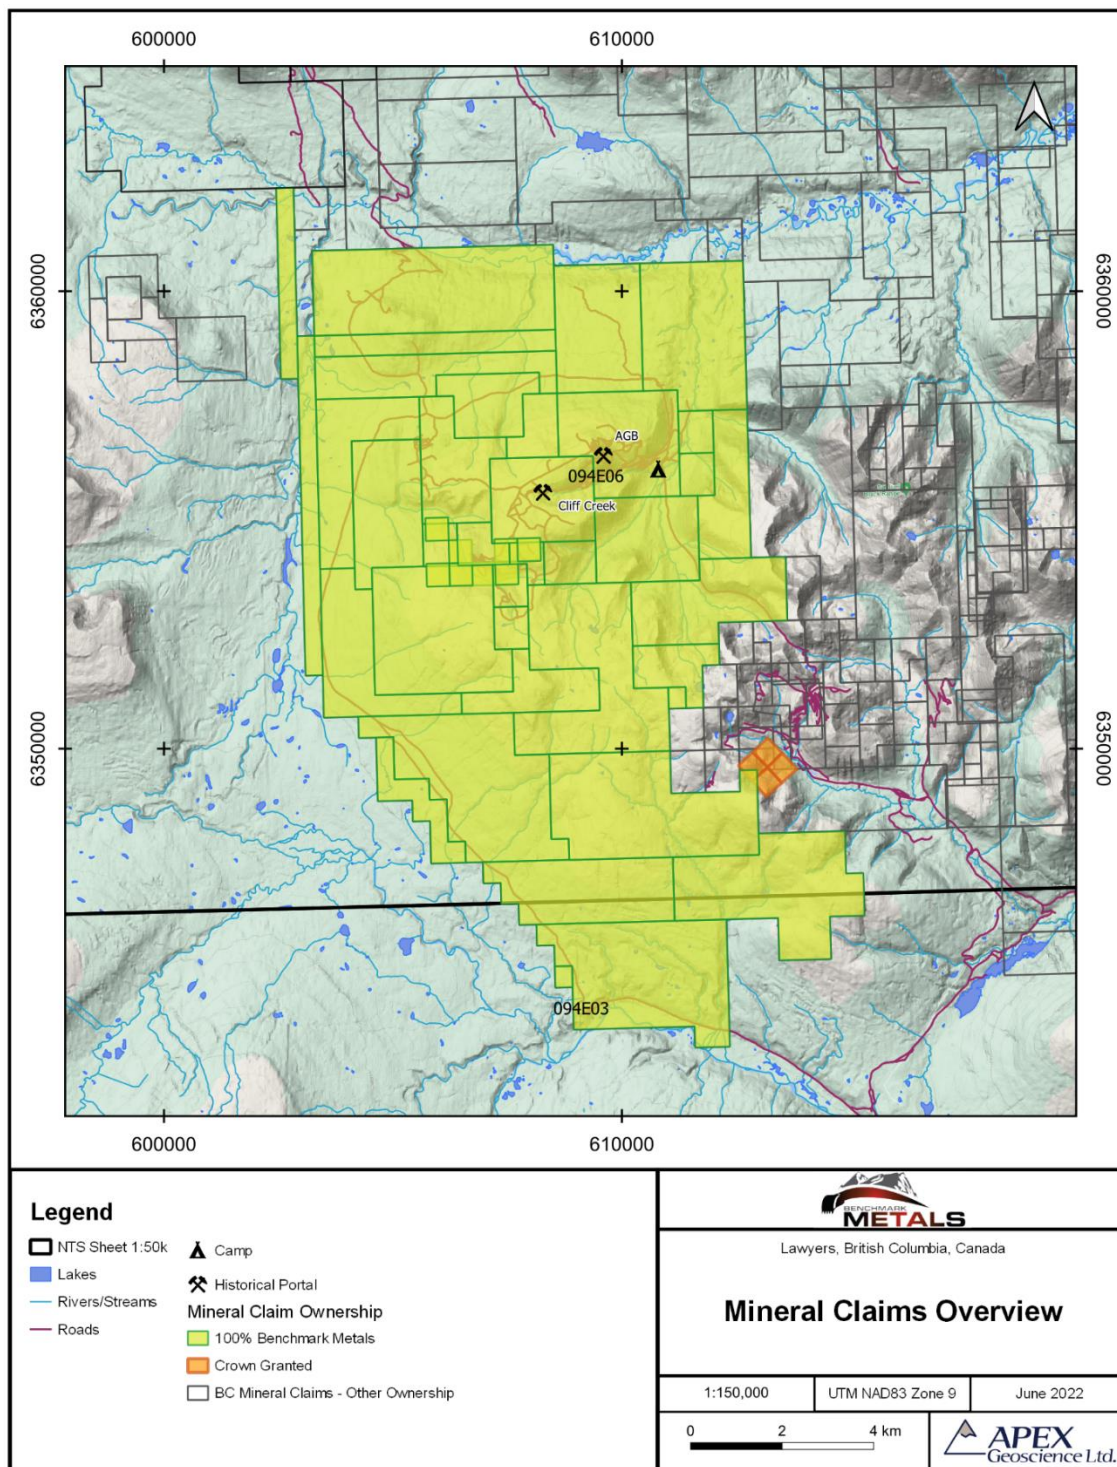 600000
610000
6360000
6360000
AGB
094E06
Cliff Creek
6350000
6350000
094E03
600000
610000
Legend
NTS Sheet 1:50k
Lakes
Rivers/Streams
Roads
Camp
Historical Portal
Mineral Claim Ownership
100% Benchmark Metals
Crown Granted
BC Mineral Claims - Other Ownership
BENCHMARK
METALS
Lawyers, British Columbia, Canada
Mineral Claims Overview
1:150,000
UTM NAD83 Zone 9
June 2022
0 2 4 km
APEX
Geoscience Ltd.